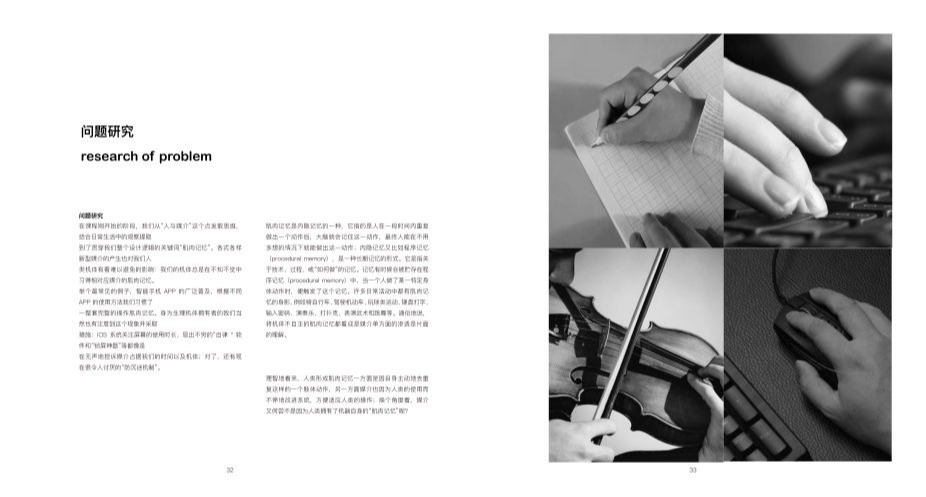 问题研究
research of problem
问题研究
在课程刚开始的阶段，我们从“人与媒介”这个点发散思维，
结合日常生活中的观察提取
到了贯穿我们整个设计逻辑的关键词“肌肉记忆”。各式各样
新型媒介的产生也对我们人
类机体有着难以避免的影响：我们的机体总是在不知不觉中
习得相对应媒介的肌肉记忆。
举个最常见的例子，智能手机 APP 的广泛普及，根据不同
APP 的使用方法我们习惯了
一整套完整的操作肌肉记忆。身为生理机体拥有者的我们当
然也有注意到这个现象并采取
措施：iOS 系统关注屏幕的使用时长，层出不穷的“自律 ” 软
件和“锁屏神器”等都像是
在无声地控诉媒介占据我们的时间以及机体；对了，还有现
在很令人讨厌的“防沉迷机制”。
肌肉记忆是内隐记忆的一种，它指的是人在一段时间内重复
做出一个动作后，大脑就会记住这一动作，最终人能在不用
多想的情况下就能做出这一动作；内隐记忆又比如程序记忆
（procedural memory），是一种长期记忆的形式。它是指关
于技术、过程，或“如何做”的记忆。记忆有时候会被贮存在程
序记忆（procedural memory）中，当一个人做了某一特定身
体动作时，便触发了这个记忆。许多日常活动中都有肌肉记
忆的身影，例如骑自行车、驾驶机动车、玩球类运动、键盘打字、
输入密码、演奏乐、打扑克、表演武术和跳舞等。通俗地说，
将机体不自主的肌肉记忆都看成是媒介单方面的渗透是片面
的理解。
理智地看来，人类形成肌肉记忆一方面是因自身主动地去重
复这样的一个肢体动作，另一方面媒介也因为人类的使用而
不停地改进系统，方便适应人类的操作；换个角度看，媒介
又何尝不是因为人类拥有了机器自身的“肌肉记忆”呢？
32
33